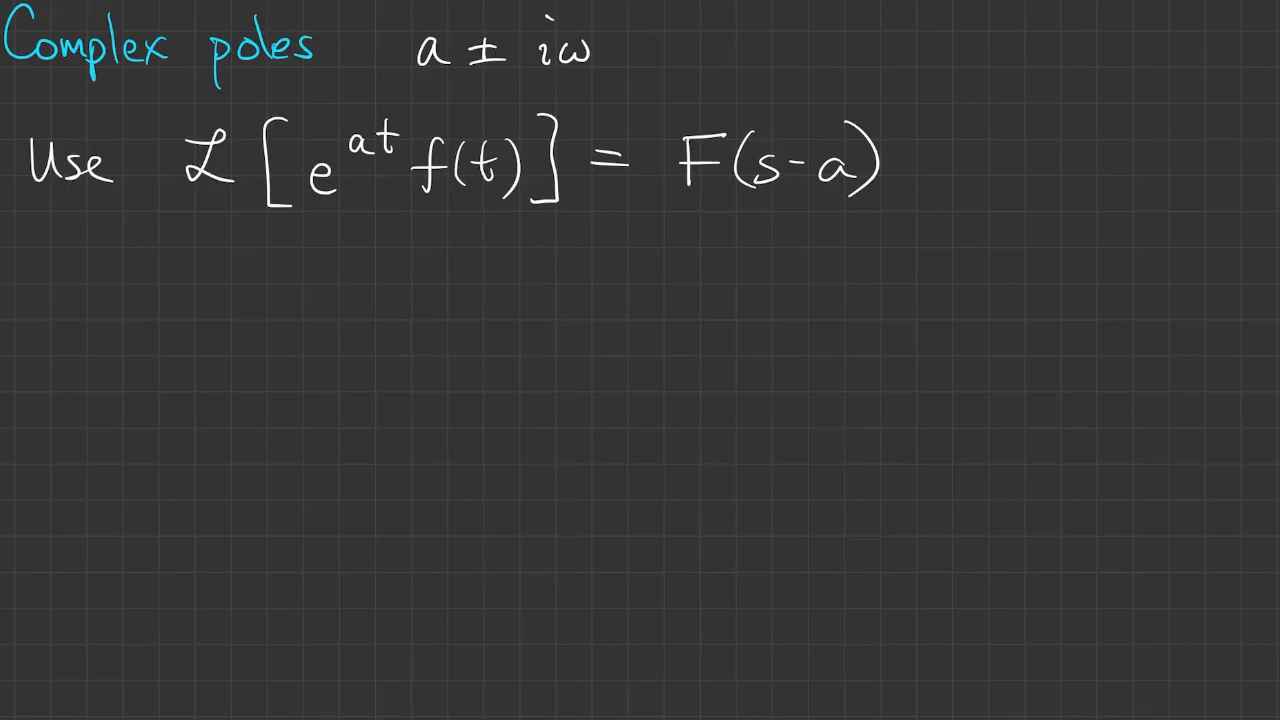 Complex poles a ± iω
Use ℒ[e^{at} f(t)] = F(s-a)